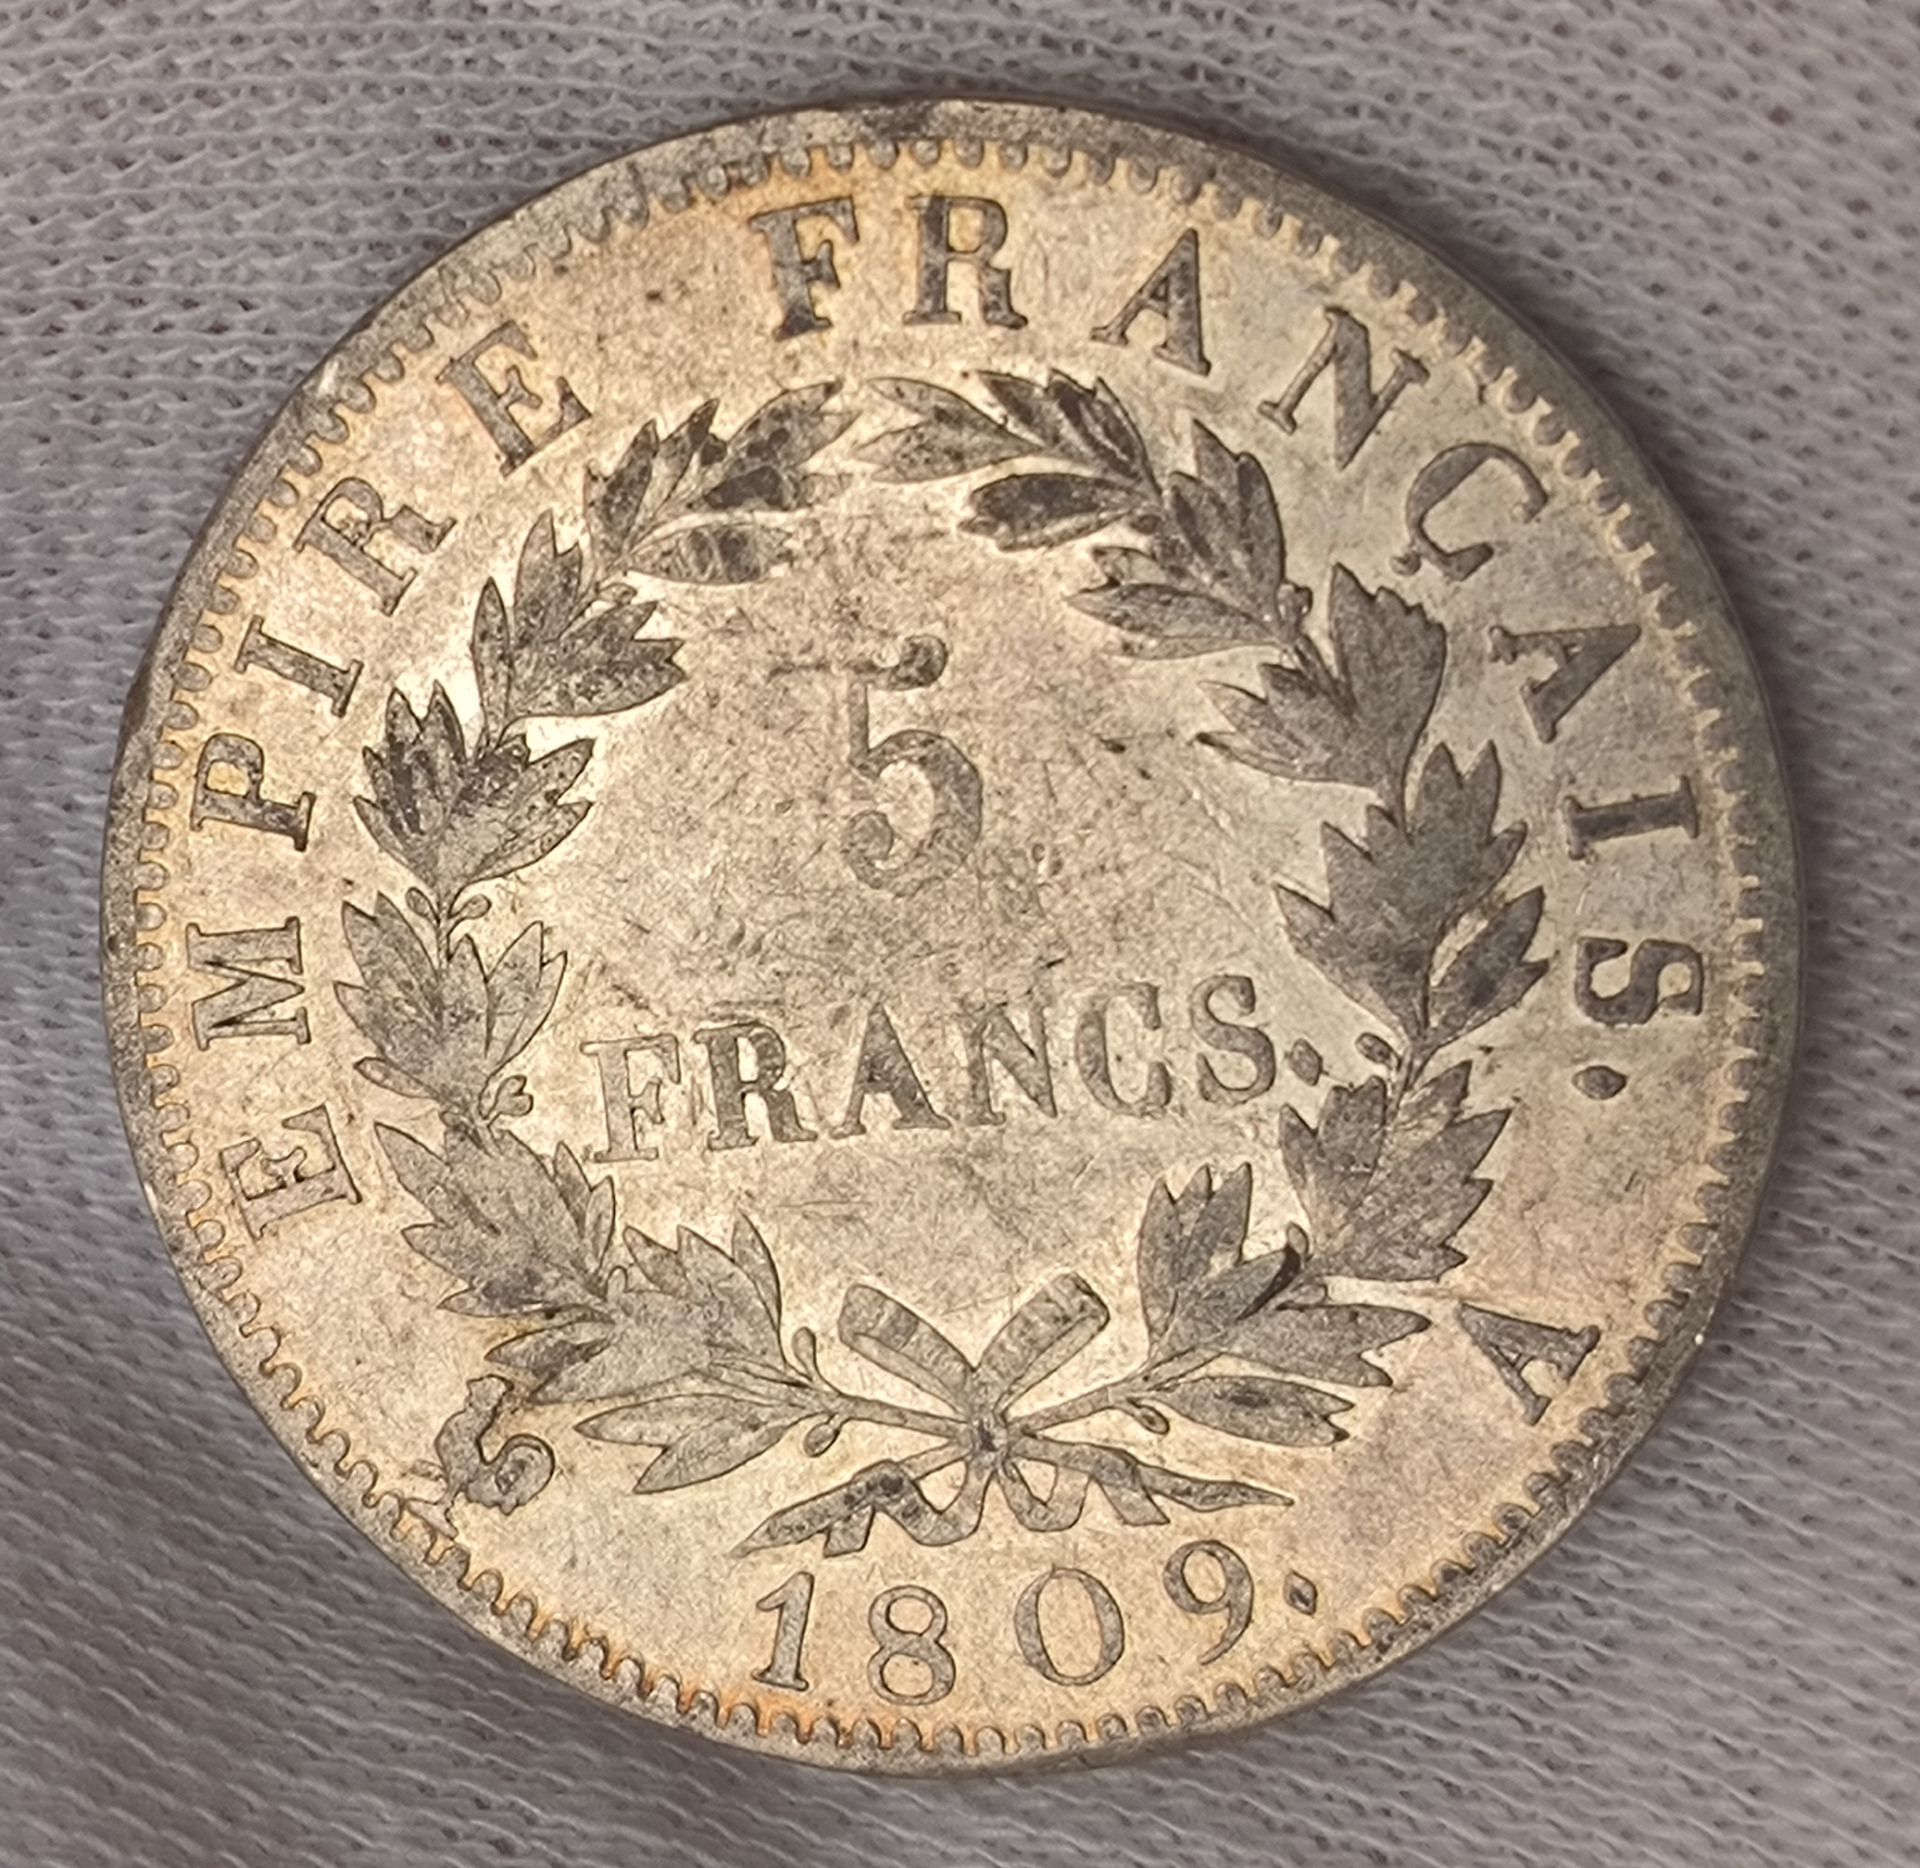 EMPIRE FRANÇAIS.
5
FRANCS.
A
1809.